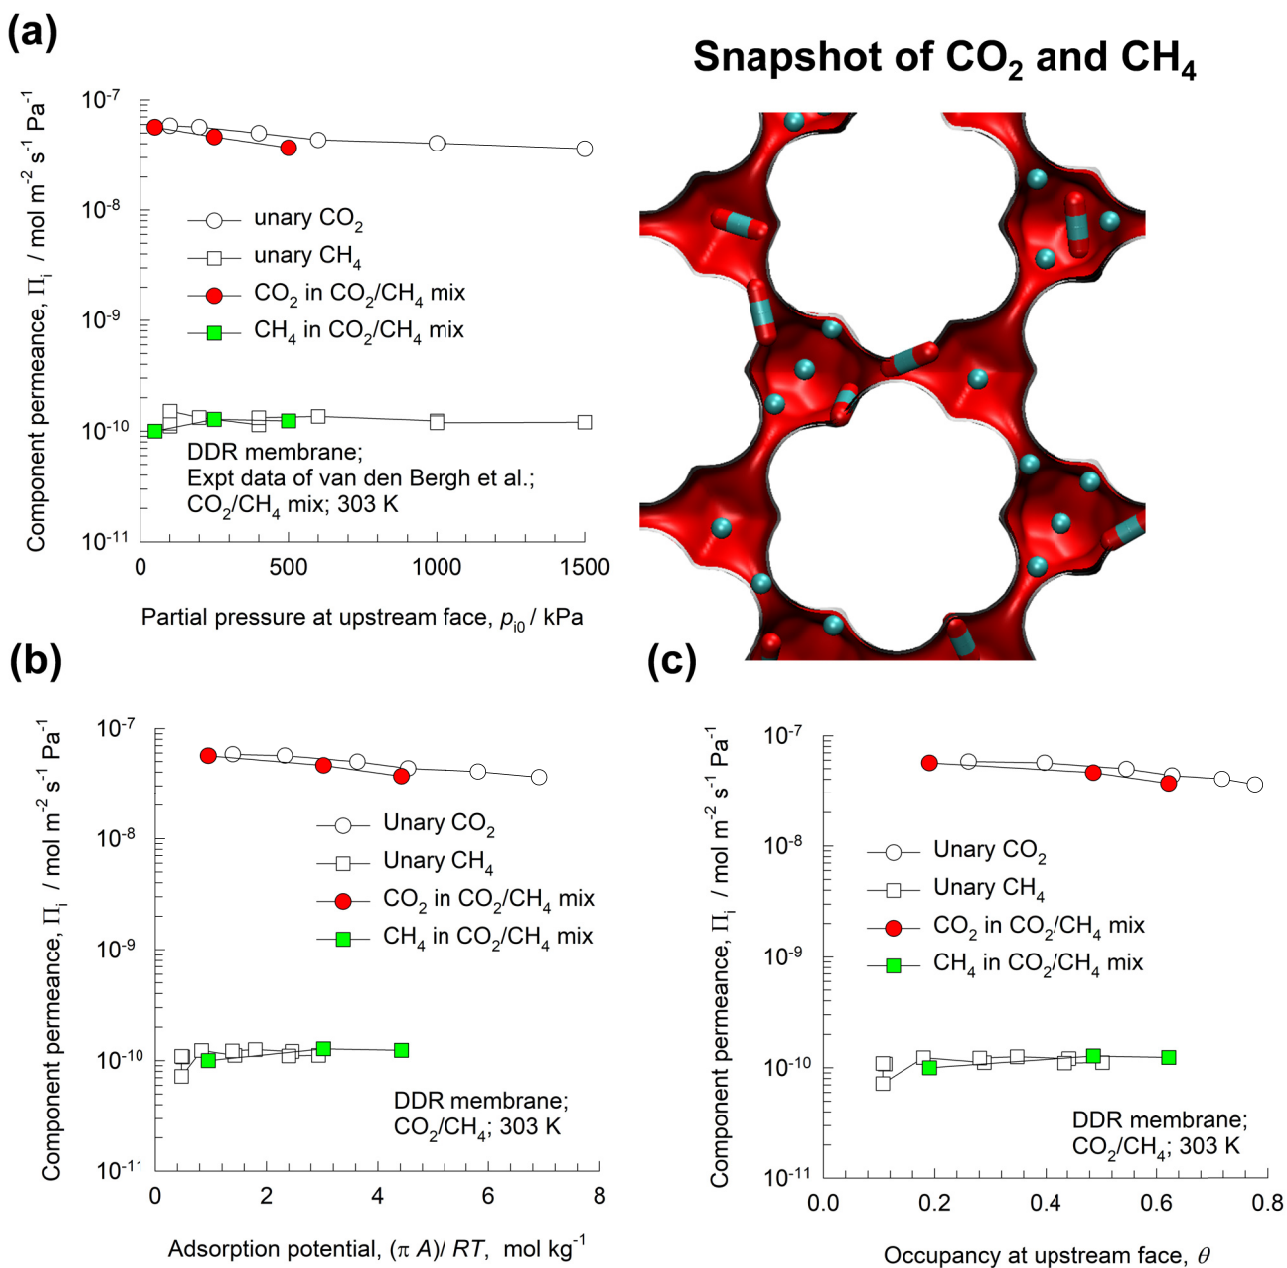 (a)
Snapshot of CO2 and CH4
Component permeance, Πi / mol m-2 s-1 Pa-1
10-7
10-8
10-9
10-10
10-11
unary CO2
unary CH4
CO2 in CO2/CH4 mix
CH4 in CO2/CH4 mix
DDR membrane;
Expt data of van den Bergh et al.;
CO2/CH4 mix; 303 K
0 500 1000 1500
Partial pressure at upstream face, pi0 / kPa
(b)
Component permeance, Πi / mol m-2 s-1 Pa-1
10-7
10-8
10-9
10-10
10-1
Unary CO2
Unary CH4
CO2 in CO2/CH4 mix
CH4 in CO2/CH4 mix
DDR membrane;
CO2/CH4; 303 K
0 2 4 6 8
Adsorption potential, (π A)/ RT, mol kg-1
(c)
Component permeance, Πi / mol m-2 s-1 Pa-1
10-7
10-8
10-9
10-10
10-11
Unary CO2
Unary CH4
CO2 in CO2/CH4 mix
CH4 in CO2/CH4 mix
DDR membrane;
CO2/CH4; 303 K
0.0 0.2 0.4 0.6 0.8
Occupancy at upstream face, θ